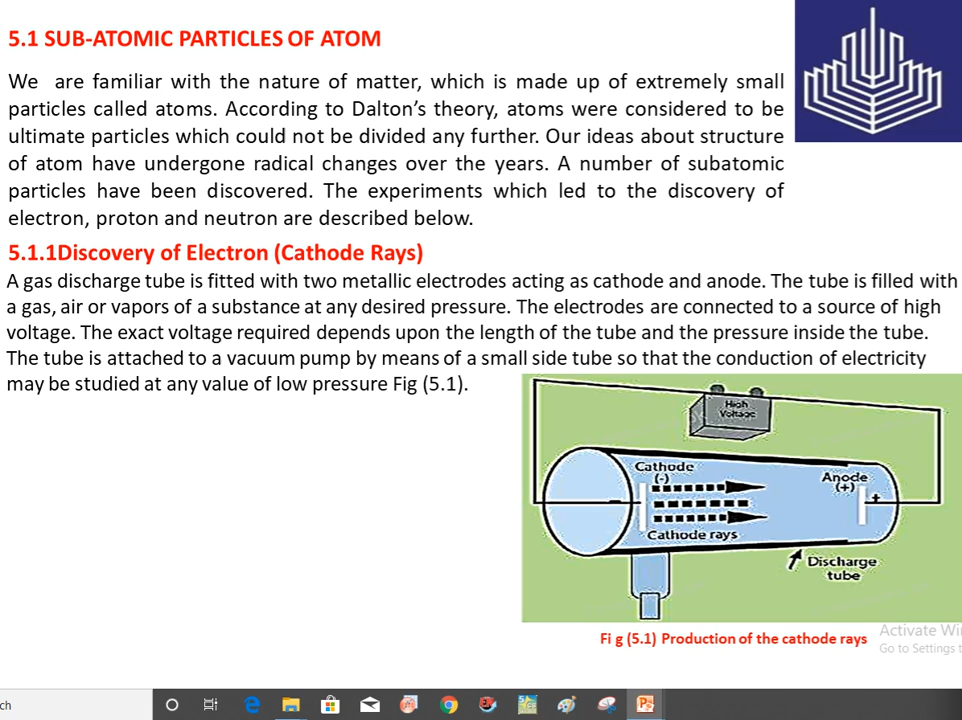 5.1 SUB-ATOMIC PARTICLES OF ATOM
We are familiar with the nature of matter, which is made up of extremely small
particles called atoms. According to Dalton’s theory, atoms were considered to be
ultimate particles which could not be divided any further. Our ideas about structure
of atom have undergone radical changes over the years. A number of subatomic
particles have been discovered. The experiments which led to the discovery of
electron, proton and neutron are described below.
5.1.1Discovery of Electron (Cathode Rays)
A gas discharge tube is fitted with two metallic electrodes acting as cathode and anode. The tube is filled with
a gas, air or vapors of a substance at any desired pressure. The electrodes are connected to a source of high
voltage. The exact voltage required depends upon the length of the tube and the pressure inside the tube.
The tube is attached to a vacuum pump by means of a small side tube so that the conduction of electricity
may be studied at any value of low pressure Fig (5.1).
High
Voltage
Cathode
(-)
Anode
(+)
-
+
Cathode rays
Discharge
tube
Fi g (5.1) Production of the cathode rays
Activate Wi
Go to Settings t
ch